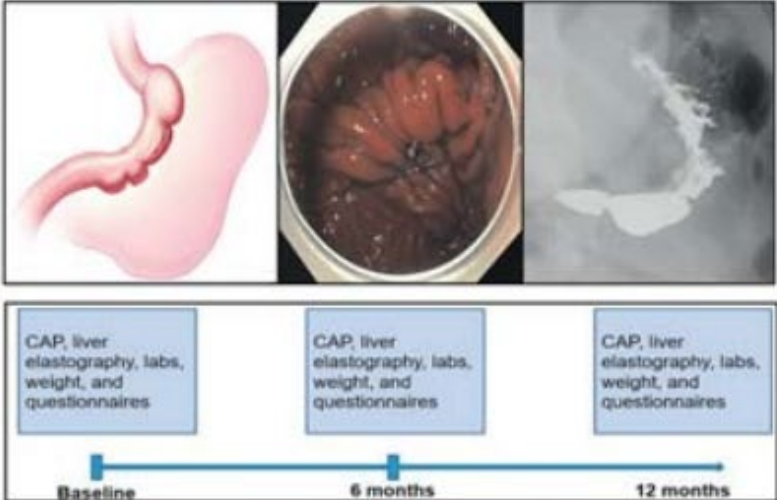 CAP, liver
elastography, labs,
weight, and
questionnaires
CAP, liver
elastography, labs,
weight, and
questionnaires
CAP, liver
elastography, labs,
weight, and
questionnaires
Baseline
6 months
12 months